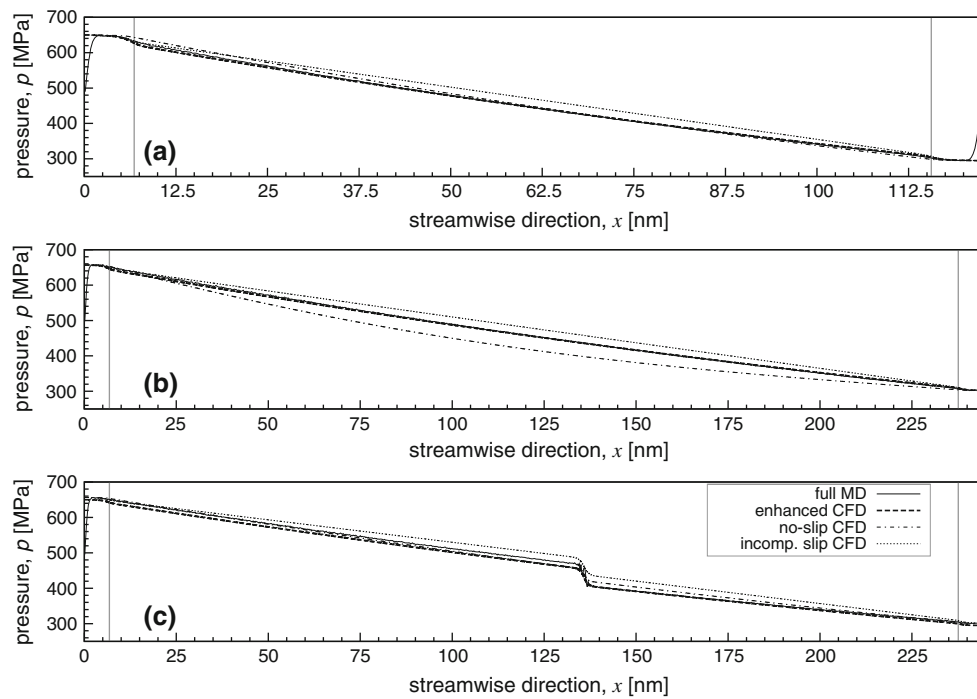 700
600
500
400
300
pressure, p [MPa]
(a)
0 12.5 25 37.5 50 62.5 75 87.5 100 112.5
streamwise direction, x [nm]
700
600
500
400
300
pressure, p [MPa]
(b)
0 25 50 75 100 125 150 175 200 225
streamwise direction, x [nm]
700
600
500
400
300
pressure, p [MPa]
full MD
enhanced CFD
no-slip CFD
incomp. slip CFD
(c)
0 25 50 75 100 125 150 175 200 225
streamwise direction, x [nm]